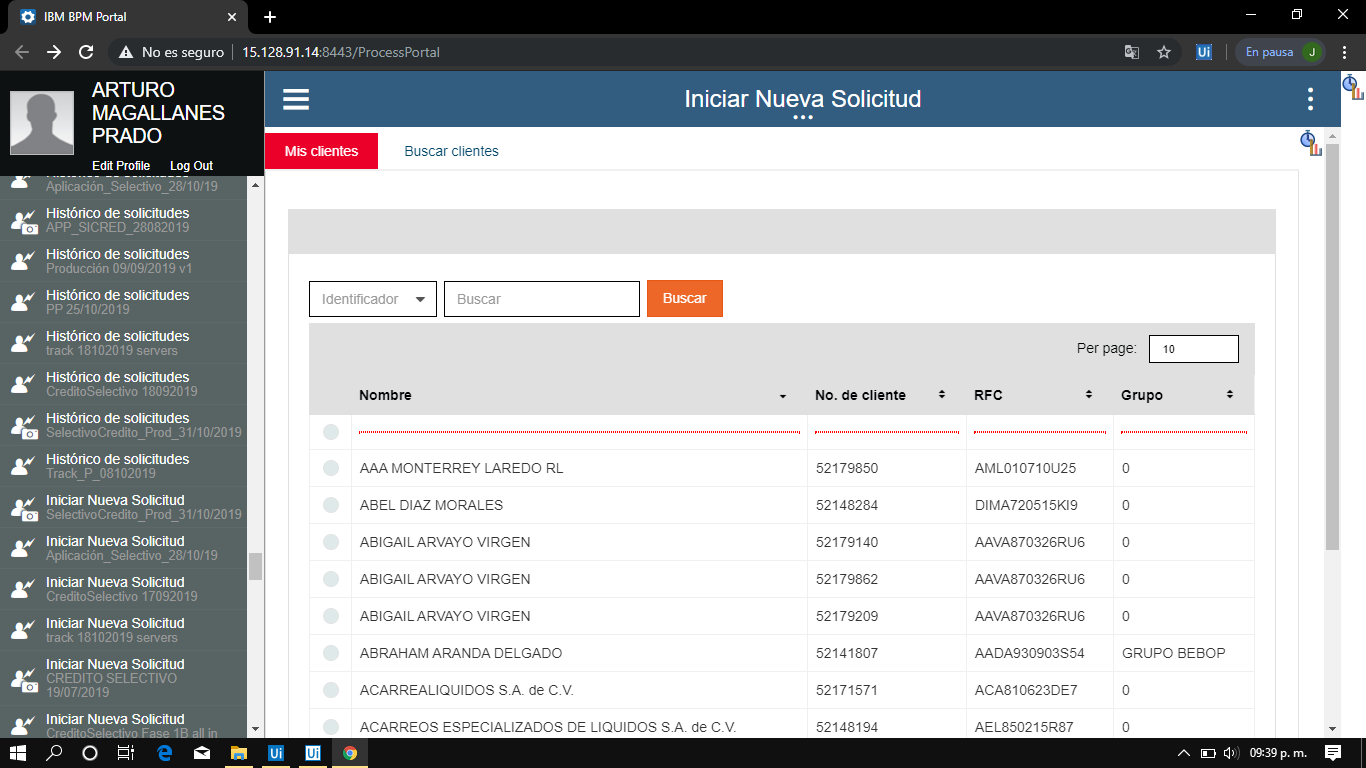 IBM BPM Portal
No es seguro 15.128.91.14:8443/ProcessPortal
Ui
En pausa J
ARTURO
MAGALLANES
PRADO
Edit Profile Log Out
Histórico de solicitudes
Aplicación_Selectivo_28/10/19
Histórico de solicitudes
APP_SICRED_28082019
Histórico de solicitudes
Producción 09/09/2019 v1
Histórico de solicitudes
PP 25/10/2019
Histórico de solicitudes
track 18102019 servers
Histórico de solicitudes
CreditoSelectivo 18092019
Histórico de solicitudes
SelectivoCredito_Prod_31/10/2019
Histórico de solicitudes
Track_P_08102019
Iniciar Nueva Solicitud
SelectivoCredito_Prod_31/10/2019
Iniciar Nueva Solicitud
Aplicación_Selectivo_28/10/19
Iniciar Nueva Solicitud
CreditoSelectivo 17092019
Iniciar Nueva Solicitud
track 18102019 servers
Iniciar Nueva Solicitud
CREDITO SELECTIVO
19/07/2019
Iniciar Nueva Solicitud
CreditoSelectivo Fase 1B all in
Iniciar Nueva Solicitud
Mis clientes Buscar clientes
Identificador Buscar Buscar
Per page: 10
Nombre No. de cliente RFC Grupo
AAA MONTERREY LAREDO RL 52179850 AML010710U25 0
ABEL DIAZ MORALES 52148284 DIMA720515KI9 0
ABIGAIL ARVAYO VIRGEN 52179140 AAVA870326RU6 0
ABIGAIL ARVAYO VIRGEN 52179862 AAVA870326RU6 0
ABIGAIL ARVAYO VIRGEN 52179209 AAVA870326RU6 0
ABRAHAM ARANDA DELGADO 52141807 AADA930903S54 GRUPO BEBOP
ACARREALIQUIDOS S.A. de C.V. 52171571 ACA810623DE7 0
ACARREOS ESPECIALIZADOS DE LIQUIDOS S.A. de C.V. 52148194 AEL850215R87 0
Ui Ui 09:39 p. m.